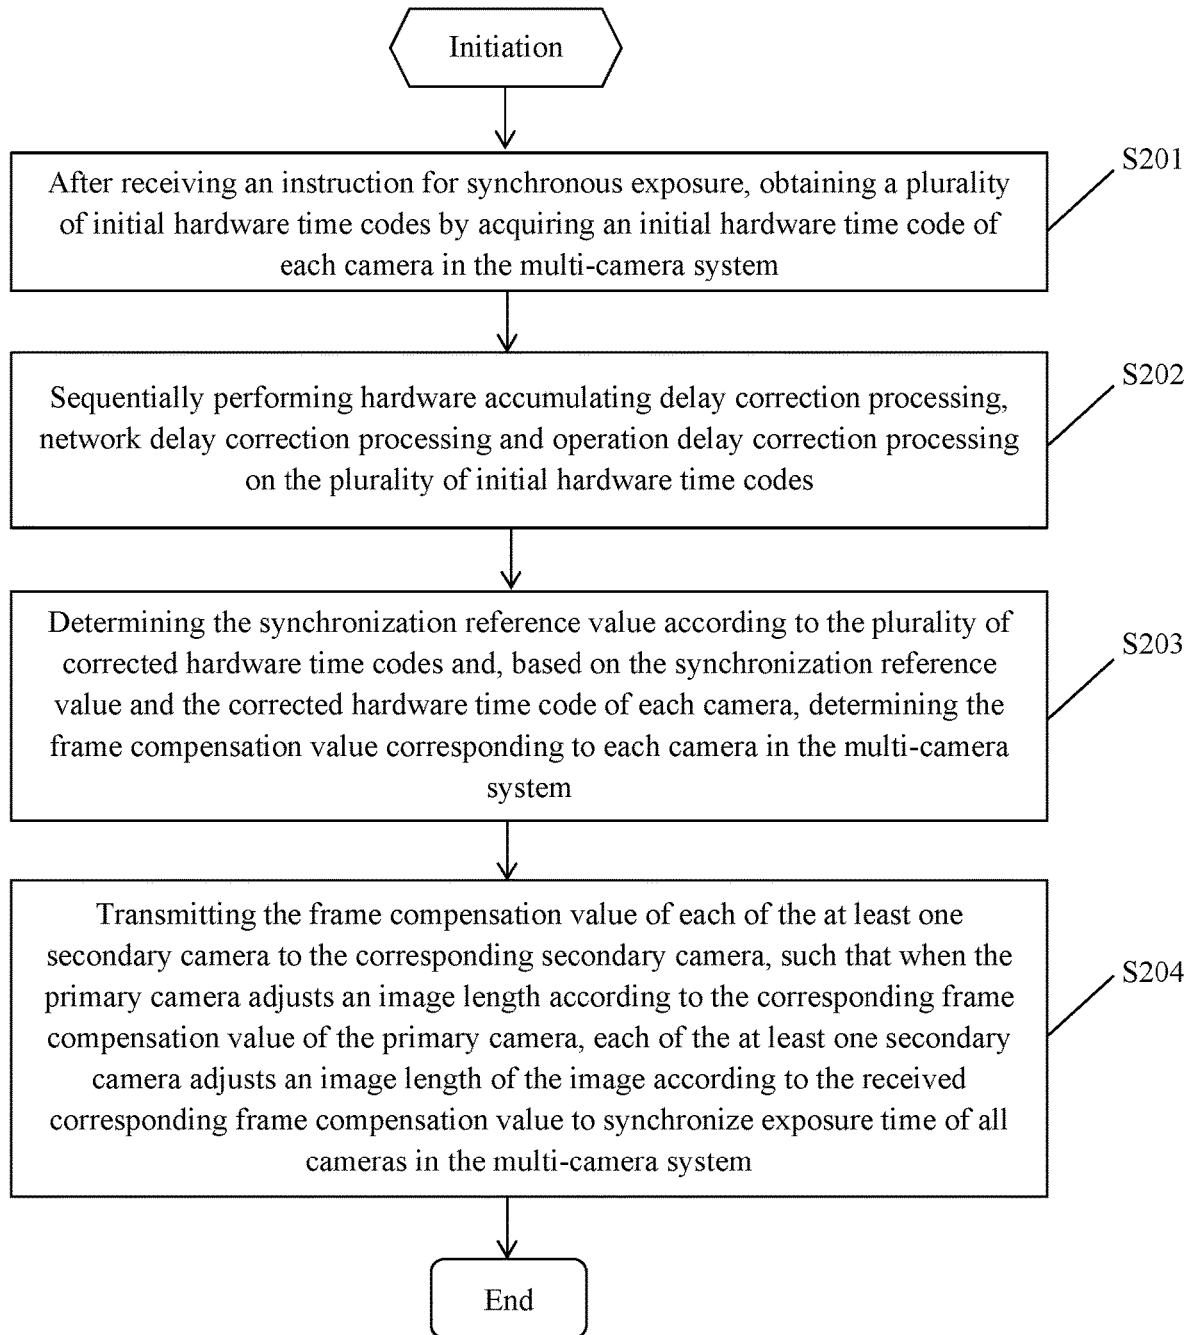 Initiation
S201
After receiving an instruction for synchronous exposure, obtaining a plurality
of initial hardware time codes by acquiring an initial hardware time code of
each camera in the multi-camera system
S202
Sequentially performing hardware accumulating delay correction processing,
network delay correction processing and operation delay correction processing
on the plurality of initial hardware time codes
S203
Determining the synchronization reference value according to the plurality of
corrected hardware time codes and, based on the synchronization reference
value and the corrected hardware time code of each camera, determining the
frame compensation value corresponding to each camera in the multi-camera
system
S204
Transmitting the frame compensation value of each of the at least one
secondary camera to the corresponding secondary camera, such that when the
primary camera adjusts an image length according to the corresponding frame
compensation value of the primary camera, each of the at least one secondary
camera adjusts an image length of the image according to the received
corresponding frame compensation value to synchronize exposure time of all
cameras in the multi-camera system
End